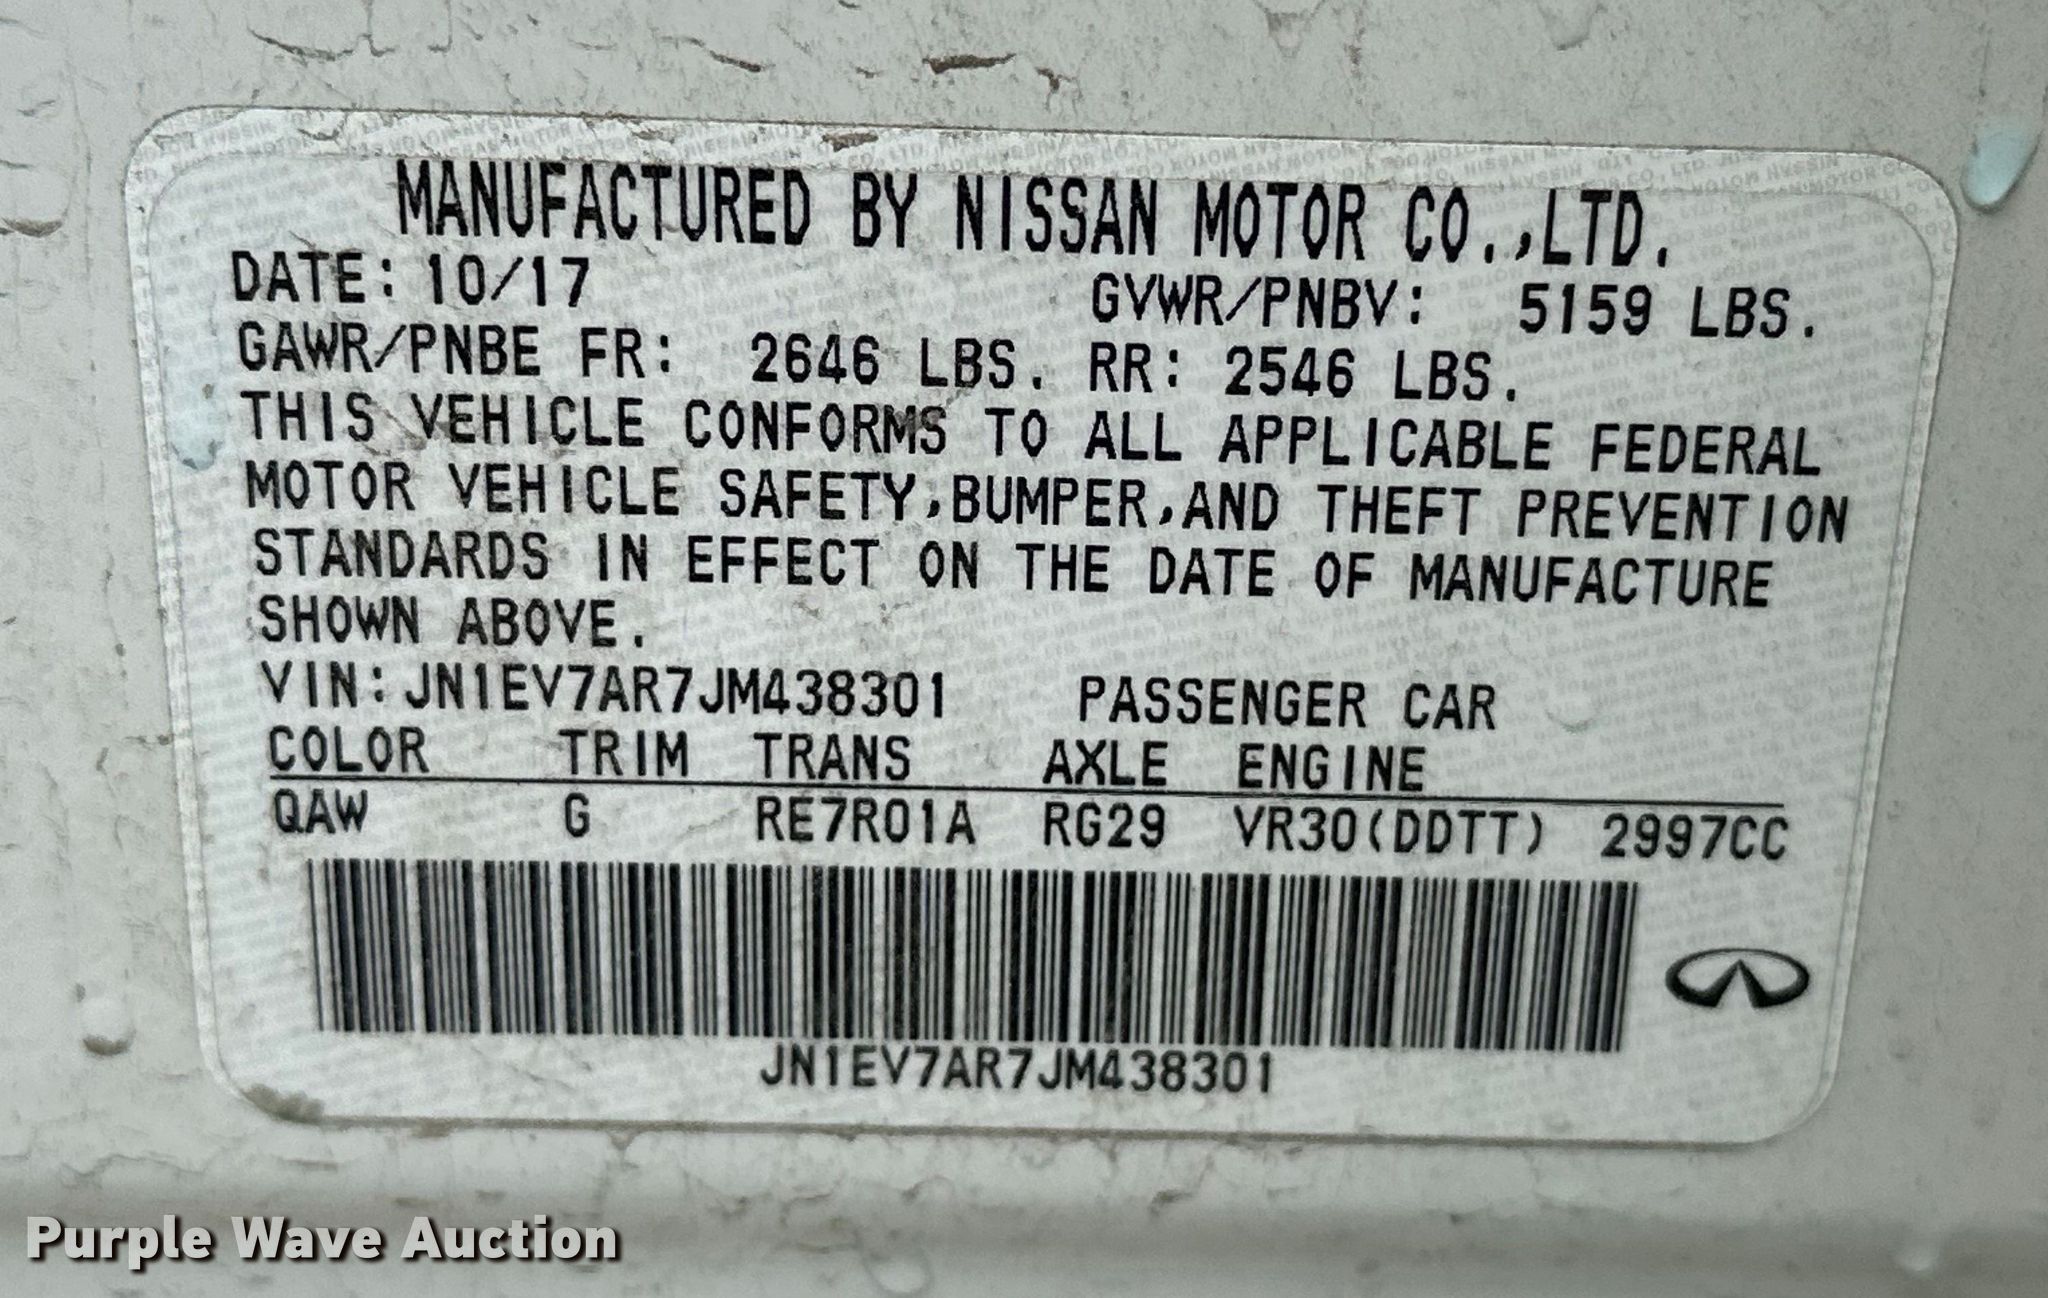 MANUFACTURED BY NISSAN MOTOR CO.,LTD.
DATE: 10/17 GVWR/PNBV: 5159 LBS.
GAWR/PNBE FR: 2646 LBS. RR: 2546 LBS.
THIS VEHICLE CONFORMS TO ALL APPLICABLE FEDERAL
MOTOR VEHICLE SAFETY,BUMPER,AND THEFT PREVENTION
STANDARDS IN EFFECT ON THE DATE OF MANUFACTURE
SHOWN ABOVE.
VIN:JN1EV7AR7JM438301 PASSENGER CAR
COLOR TRIM TRANS AXLE ENGINE
QAW G RE7R01A RG29 VR30(DDTT) 2997CC
JN1EV7AR7JM438301
Purple Wave Auction